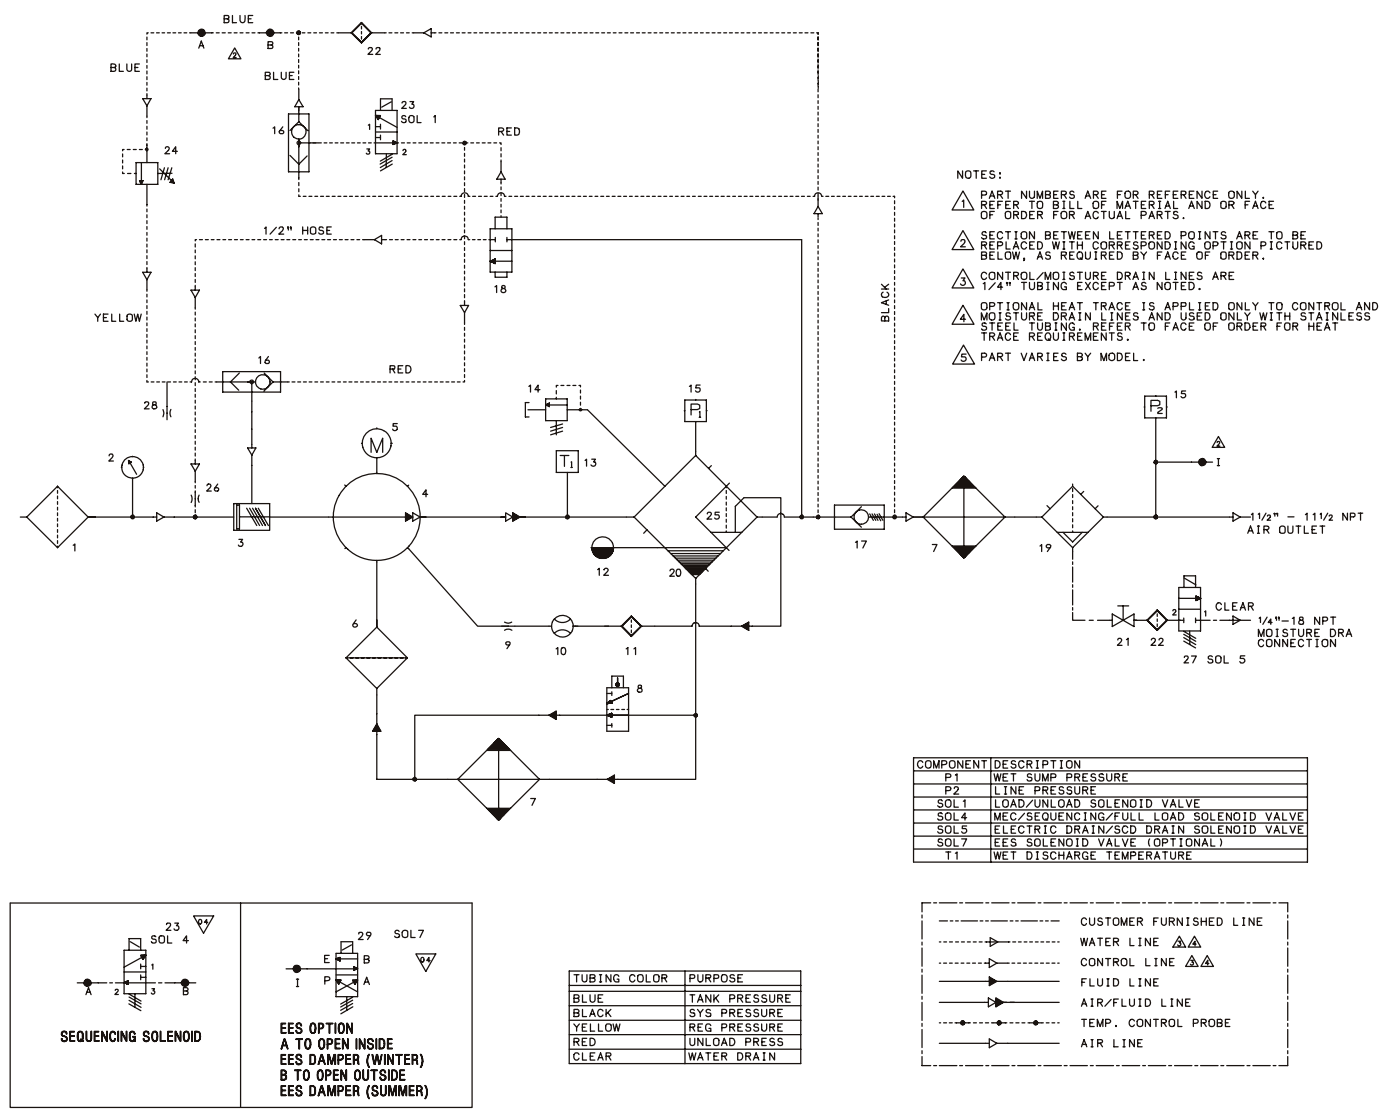 BLUE
A
B
2
22
BLUE
BLUE
23
SOL 1
16
1
3
2
RED
24
1/2" HOSE
18
YELLOW
BLACK
16
RED
28
NOTES:
1 PART NUMBERS ARE FOR REFERENCE ONLY.
REFER TO BILL OF MATERIAL AND OR FACE
OF ORDER FOR ACTUAL PARTS.
2 SECTION BETWEEN LETTERED POINTS ARE TO BE
REPLACED WITH CORRESPONDING OPTION PICTURED
BELOW, AS REQUIRED BY FACE OF ORDER.
3 CONTROL/MOISTURE DRAIN LINES ARE
1/4" TUBING EXCEPT AS NOTED.
4 OPTIONAL HEAT TRACE IS APPLIED ONLY TO CONTROL AND
MOISTURE DRAIN LINES AND USED ONLY WITH STAINLESS
STEEL TUBING. REFER TO FACE OF ORDER FOR HEAT
TRACE REQUIREMENTS.
5 PART VARIES BY MODEL.
14
15
P1
15
P2
2
I
5
M
2
T1
13
26
4
25
1
3
12
20
17
7
19
11/2" - 111/2 NPT
AIR OUTLET
6
9
10
11
2
1
CLEAR
1/4"-18 NPT
MOISTURE DRA
CONNECTION
21
22
27 SOL 5
8
7
COMPONENT DESCRIPTION
P1 WET SUMP PRESSURE
P2 LINE PRESSURE
SOL1 LOAD/UNLOAD SOLENOID VALVE
SOL4 MEC/SEQUENCING/FULL LOAD SOLENOID VALVE
SOL5 ELECTRIC DRAIN/SCD DRAIN SOLENOID VALVE
SOL7 EES SOLENOID VALVE (OPTIONAL)
T1 WET DISCHARGE TEMPERATURE
23
SOL 4
04
1
A
2
3
B
SEQUENCING SOLENOID
29
SOL7
04
E
B
I
P
A
EES OPTION
A TO OPEN INSIDE
EES DAMPER (WINTER)
B TO OPEN OUTSIDE
EES DAMPER (SUMMER)
TUBING COLOR PURPOSE
BLUE TANK PRESSURE
BLACK SYS PRESSURE
YELLOW REG PRESSURE
RED UNLOAD PRESS
CLEAR WATER DRAIN
CUSTOMER FURNISHED LINE
WATER LINE 3 4
CONTROL LINE 3 4
FLUID LINE
AIR/FLUID LINE
TEMP. CONTROL PROBE
AIR LINE